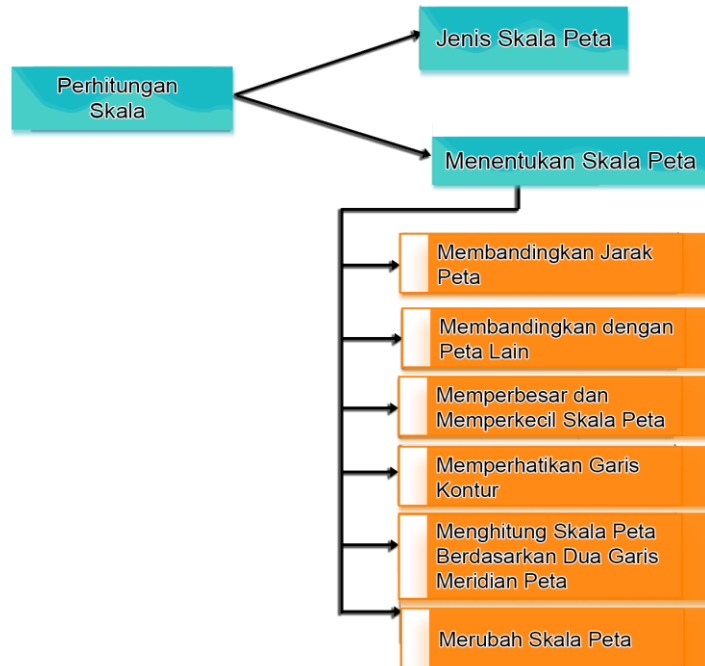 Jenis Skala Peta
Perhitungan
Skala
Menentukan Skala Peta
Membandingkan Jarak
Peta
Membandingkan dengan
Peta Lain
Memperbesar dan
Memperkecil Skala Peta
Memperhatikan Garis
Kontur
Menghitung Skala Peta
Berdasarkan Dua Garis
Meridian Peta
Merubah Skala Peta